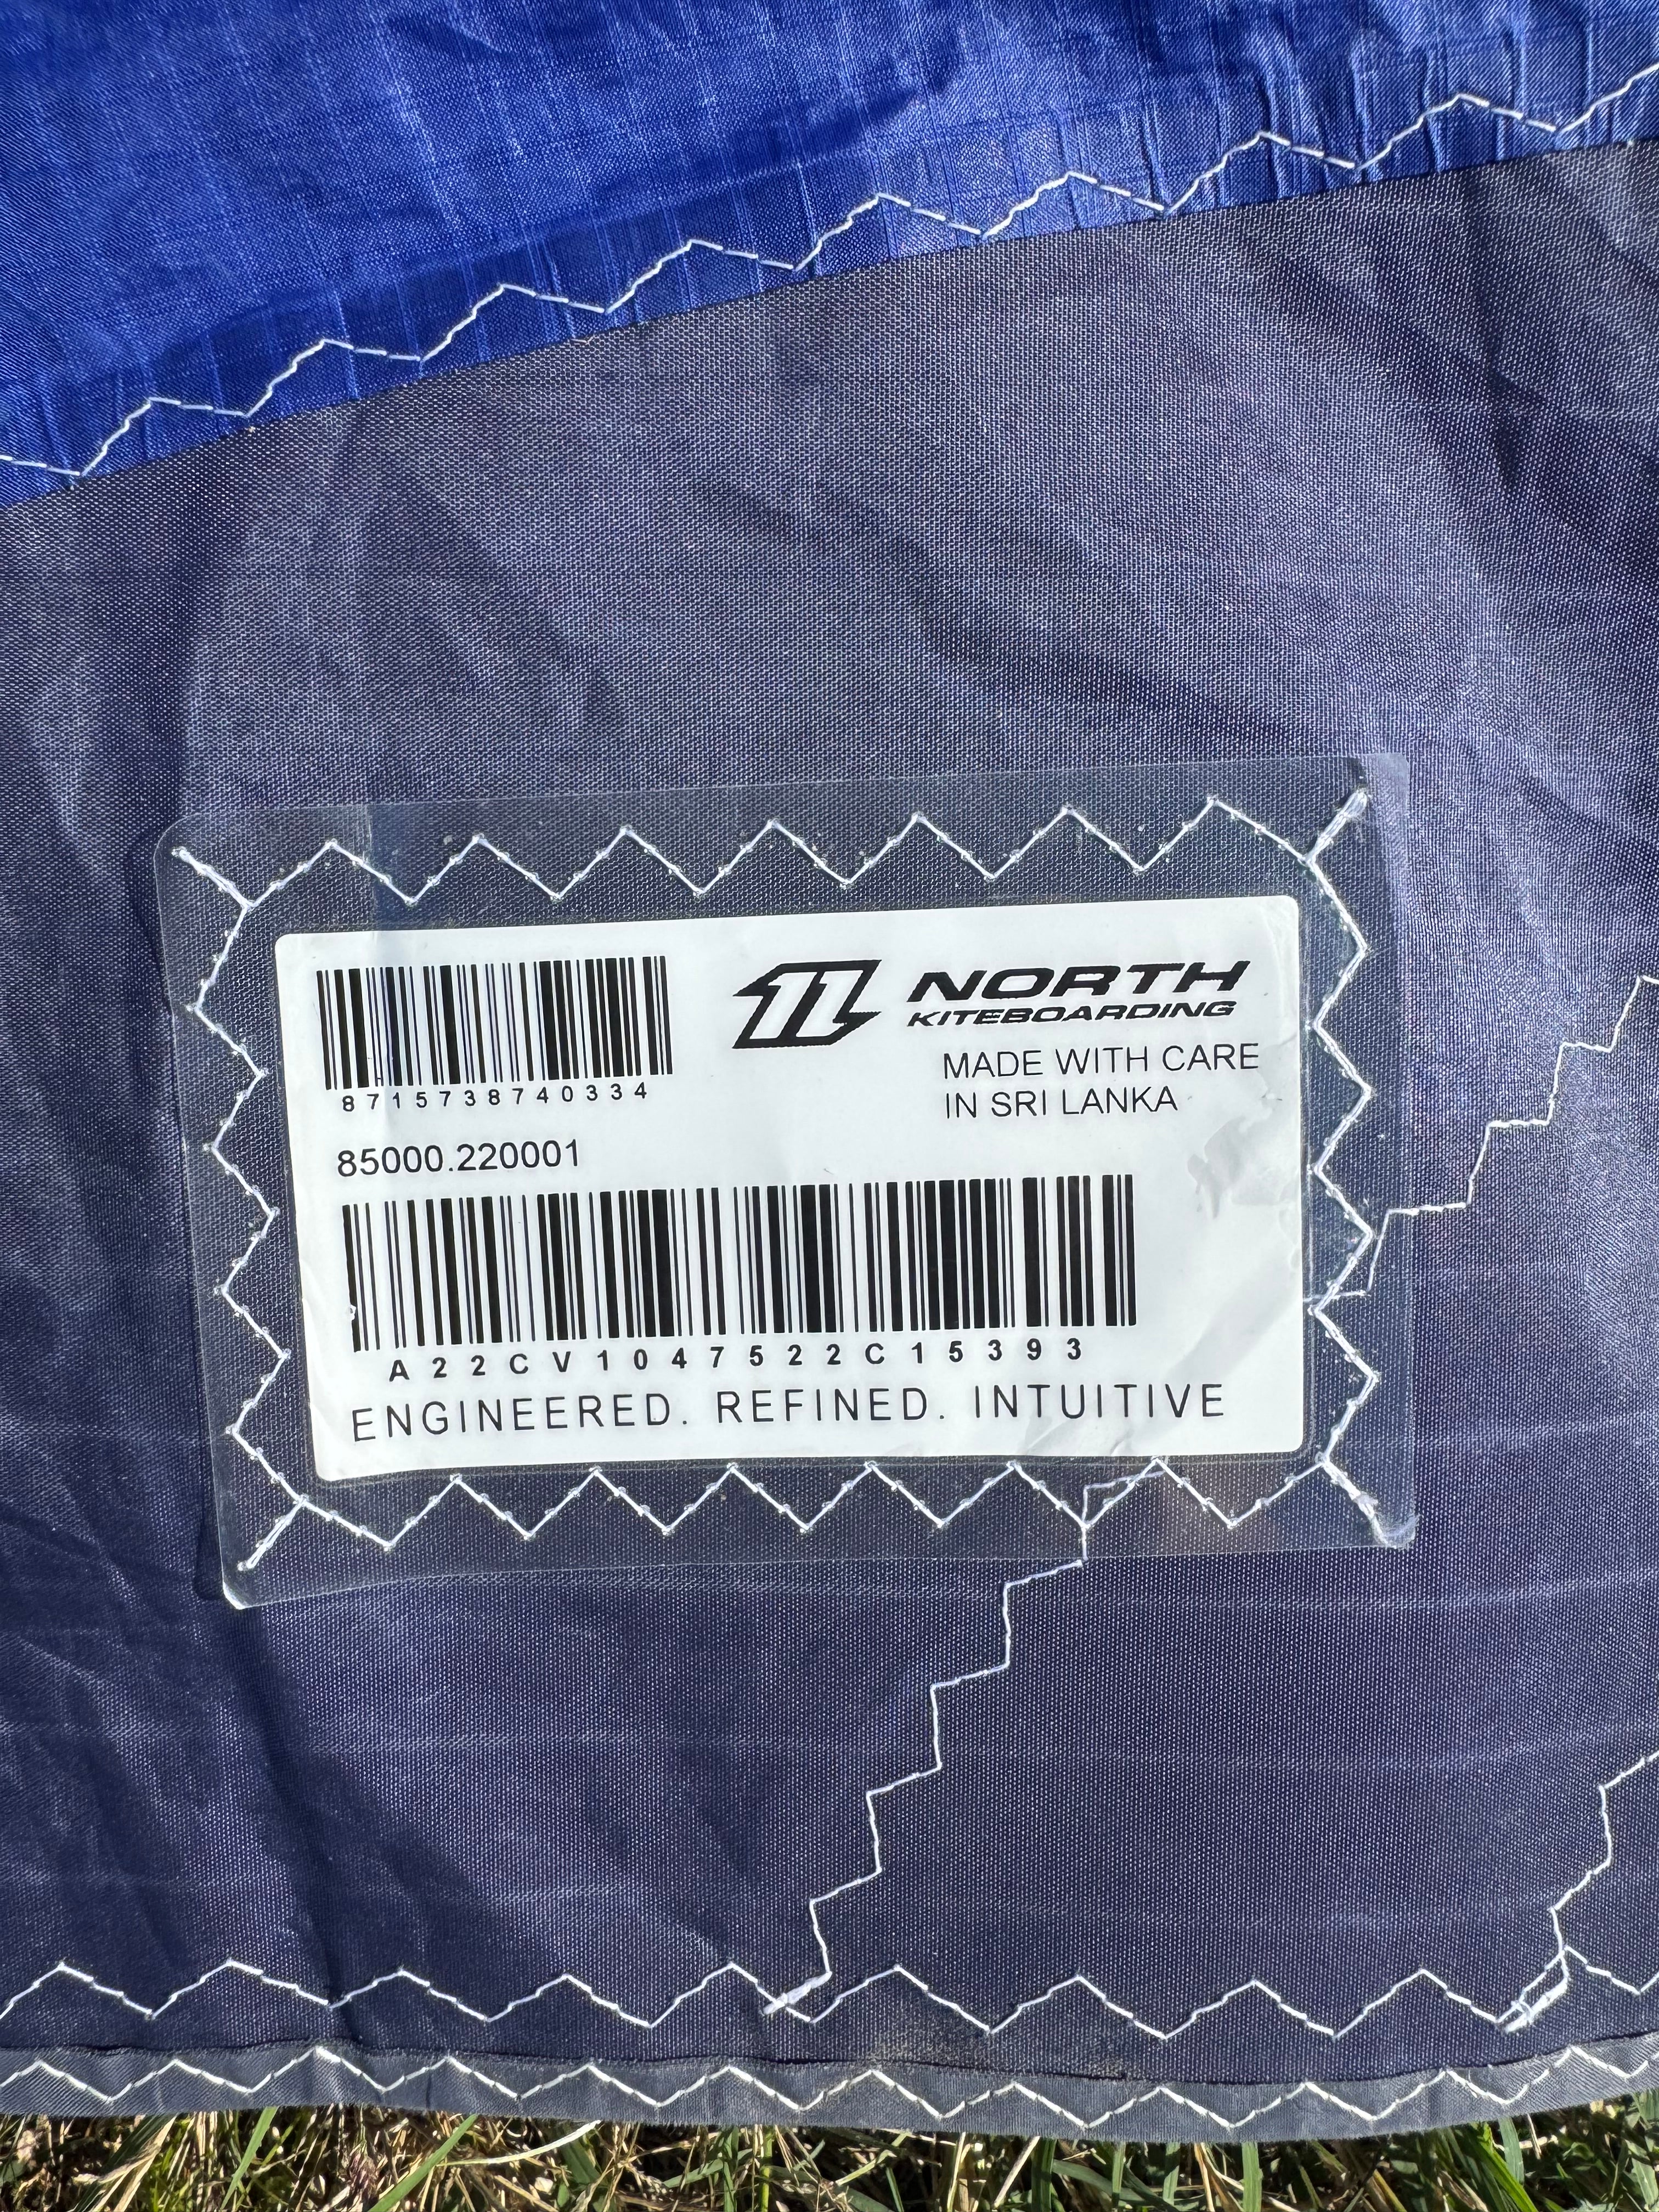 8715738740334
NORTH
KITEBOARDING
MADE WITH CARE
IN SRI LANKA
85000.220001
A22CV1047522C15393
ENGINEERED. REFINED. INTUITIVE